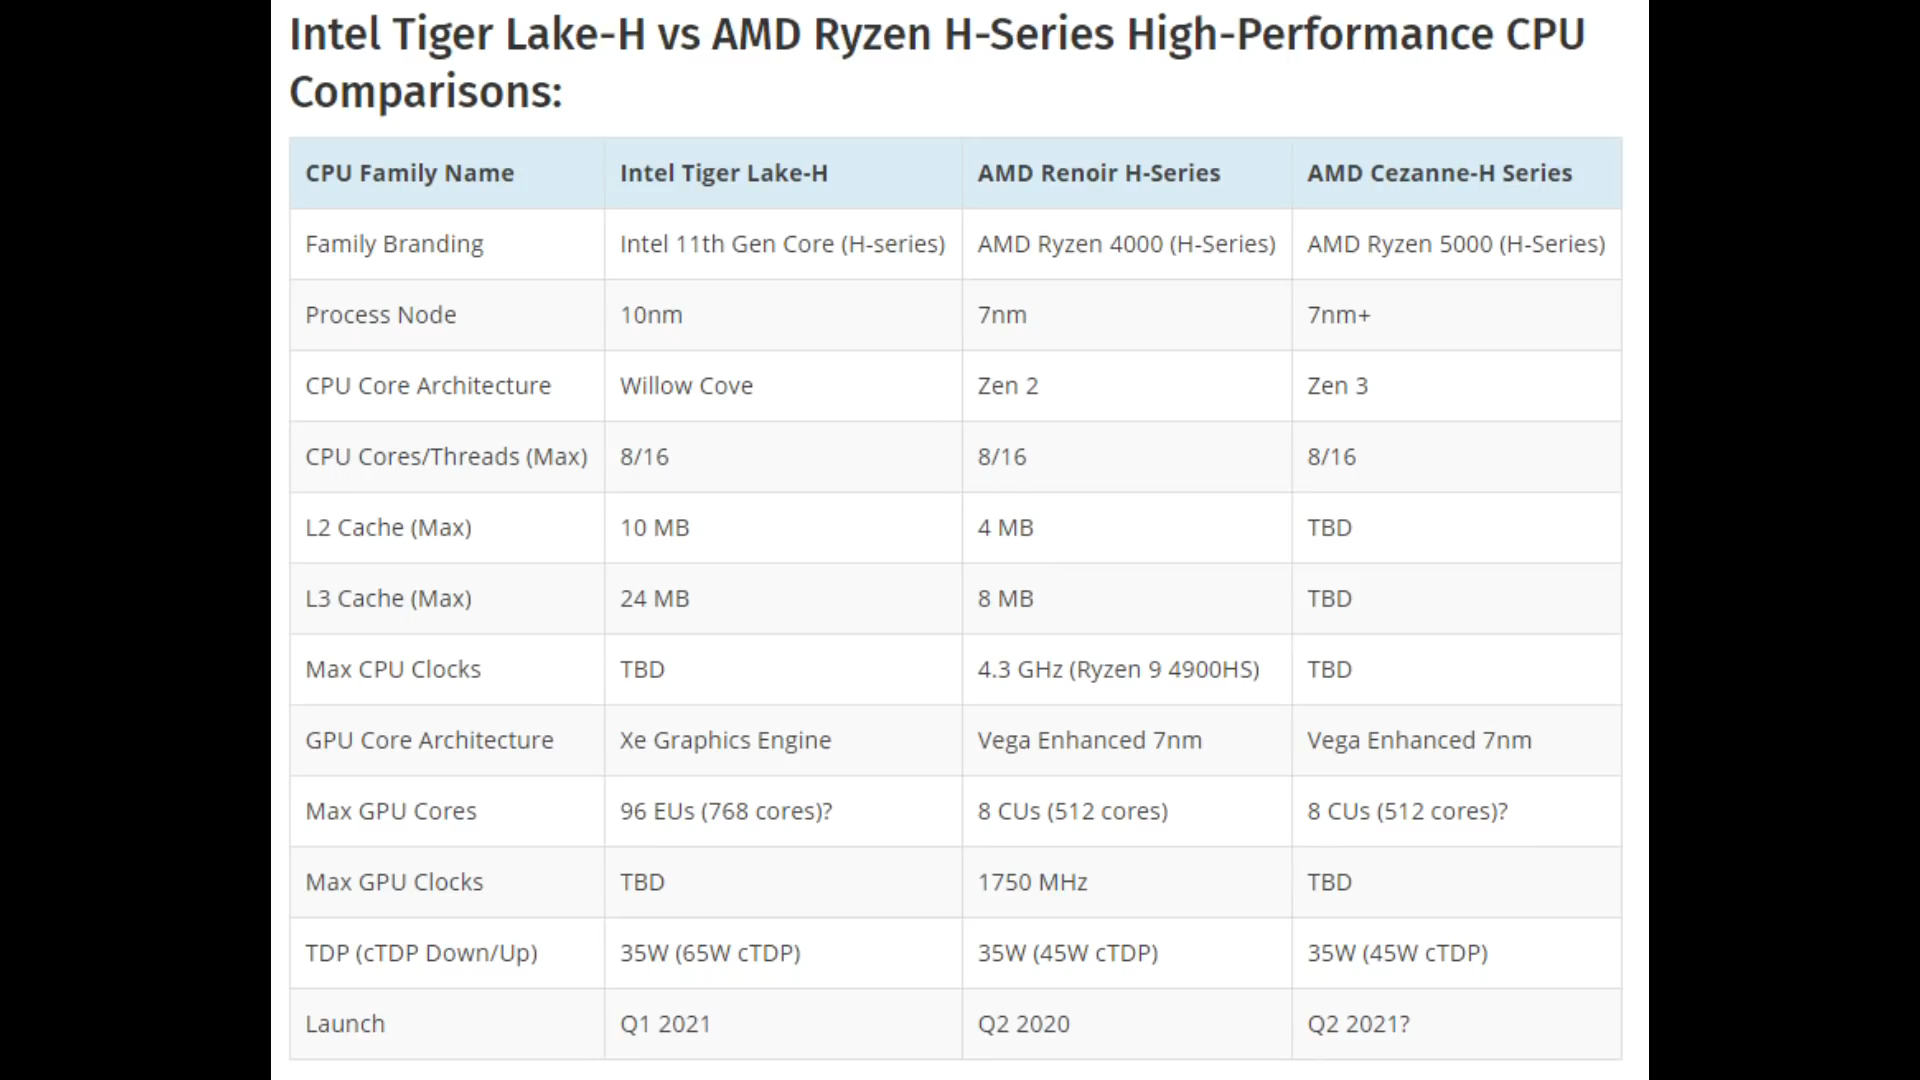 Intel Tiger Lake-H vs AMD Ryzen H-Series High-Performance CPU
Comparisons:
CPU Family Name Intel Tiger Lake-H AMD Renoir H-Series AMD Cezanne-H Series
Family Branding Intel 11th Gen Core (H-series) AMD Ryzen 4000 (H-Series) AMD Ryzen 5000 (H-Series)
Process Node 10nm 7nm 7nm+
CPU Core Architecture Willow Cove Zen 2 Zen 3
CPU Cores/Threads (Max) 8/16 8/16 8/16
L2 Cache (Max) 10 MB 4 MB TBD
L3 Cache (Max) 24 MB 8 MB TBD
Max CPU Clocks TBD 4.3 GHz (Ryzen 9 4900HS) TBD
GPU Core Architecture Xe Graphics Engine Vega Enhanced 7nm Vega Enhanced 7nm
Max GPU Cores 96 EUs (768 cores)? 8 CUs (512 cores) 8 CUs (512 cores)?
Max GPU Clocks TBD 1750 MHz TBD
TDP (cTDP Down/Up) 35W (65W cTDP) 35W (45W cTDP) 35W (45W cTDP)
Launch Q1 2021 Q2 2020 Q2 2021?